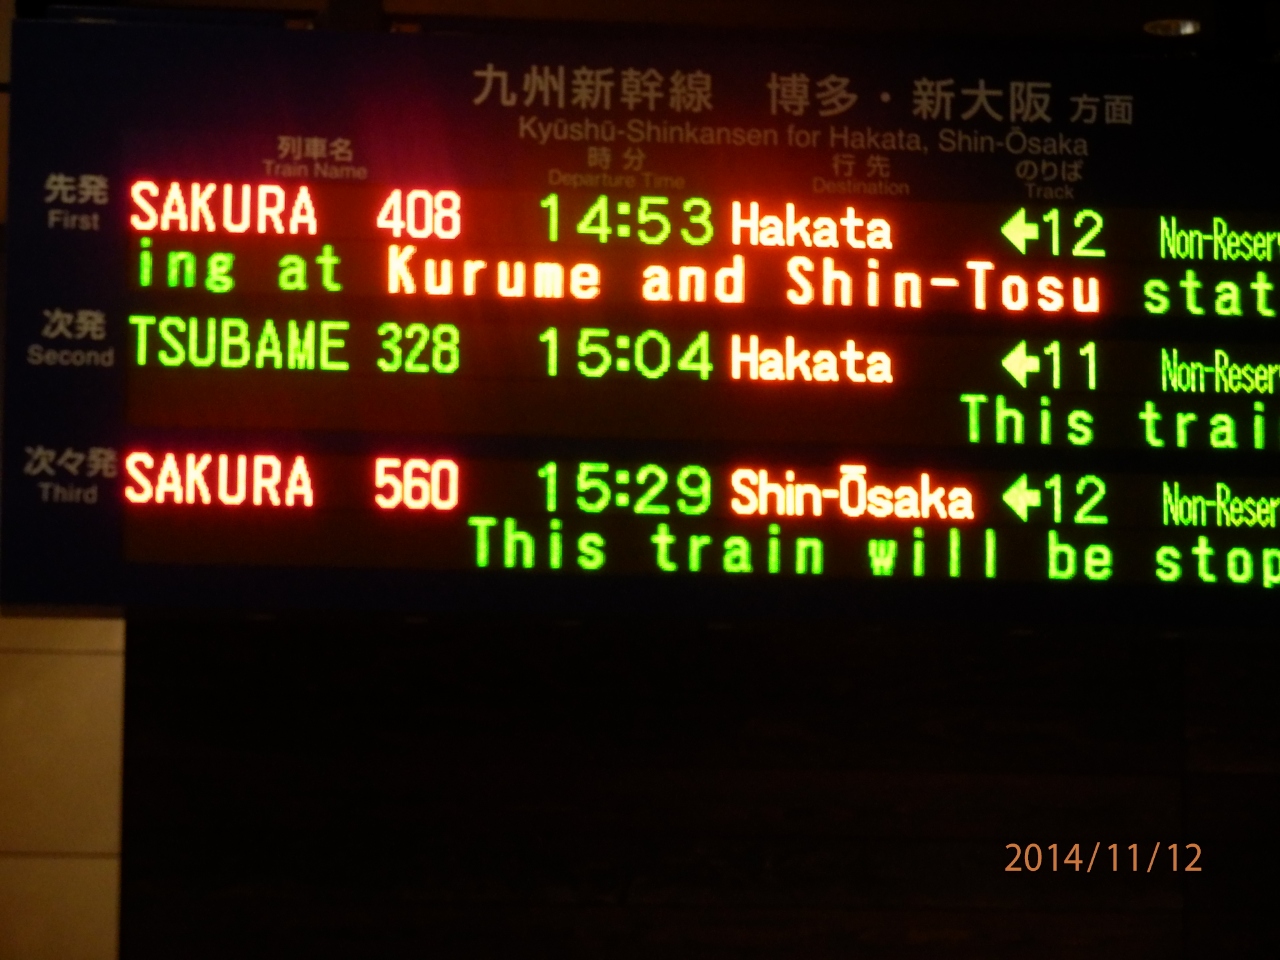 九州新幹線 博多・新大阪 方面
Kyūshū-Shinkansen for Hakata, Shin-Ōsaka
列車名 時分 行先 のりば
Train Name Departure Time Destination Track
先発 SAKURA 408 14:53 Hakata ←12 Non-Reser
First
ing at Kurume and Shin-Tosu stat
次発 TSUBAME 328 15:04 Hakata ←11 Non-Reser
Second
This trai
次々発 SAKURA 560 15:29 Shin-Ōsaka ←12 Non-Reser
Third
This train will be stop
2014/11/12